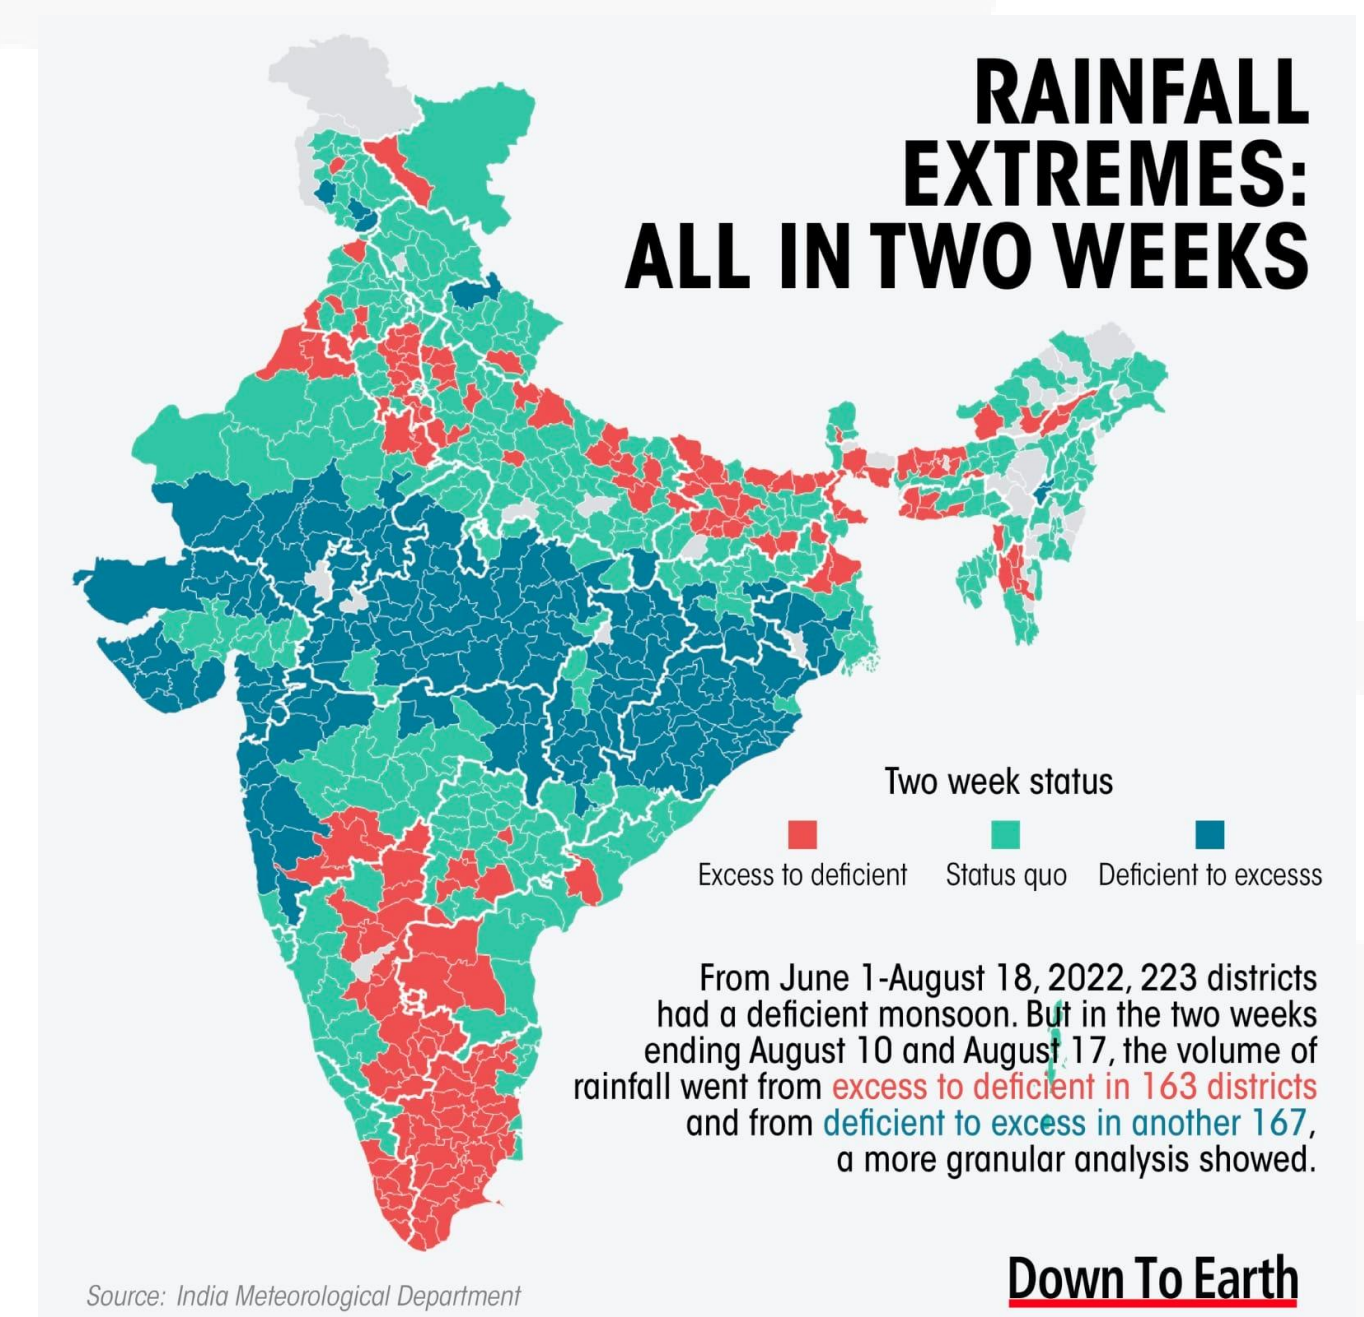 RAINFALL
EXTREMES:
ALL IN TWO WEEKS
Two week status
Excess to deficient
Status quo
Deficient to excesss
From June 1-August 18, 2022, 223 districts
had a deficient monsoon. But in the two weeks
ending August 10 and August 17, the volume of
rainfall went from excess to deficient in 163 districts
and from deficient to excess in another 167,
a more granular analysis showed.
Source: India Meteorological Department
Down To Earth